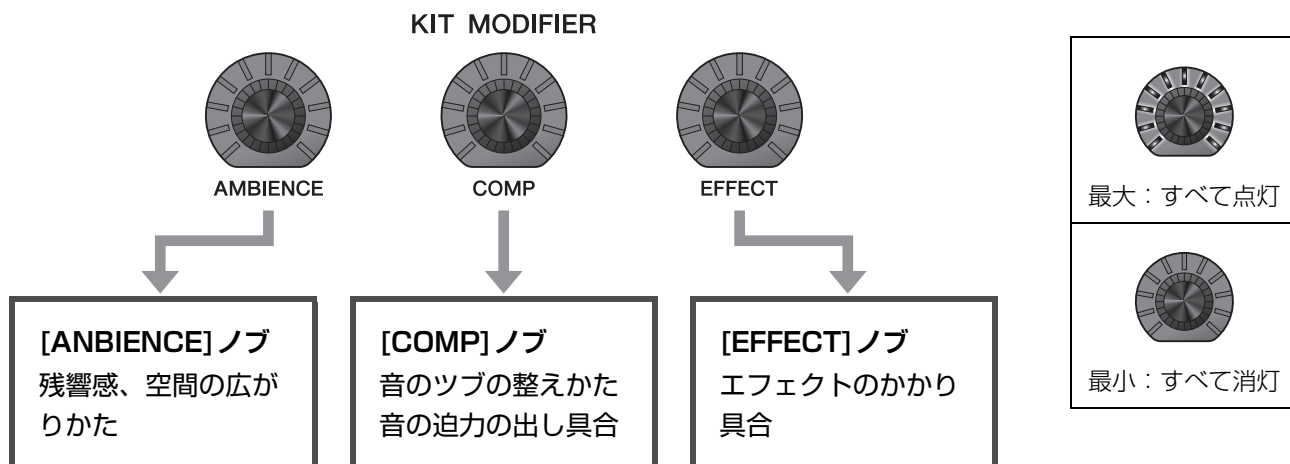 KIT MODIFIER
AMBIENCE
COMP
EFFECT
[ANBIENCE]ノブ
残響感、空間の広が
りかた
[COMP]ノブ
音のツブの整えかた
音の迫力の出し具合
[EFFECT]ノブ
エフェクトのかかり
具合
最大：すべて点灯
最小：すべて消灯